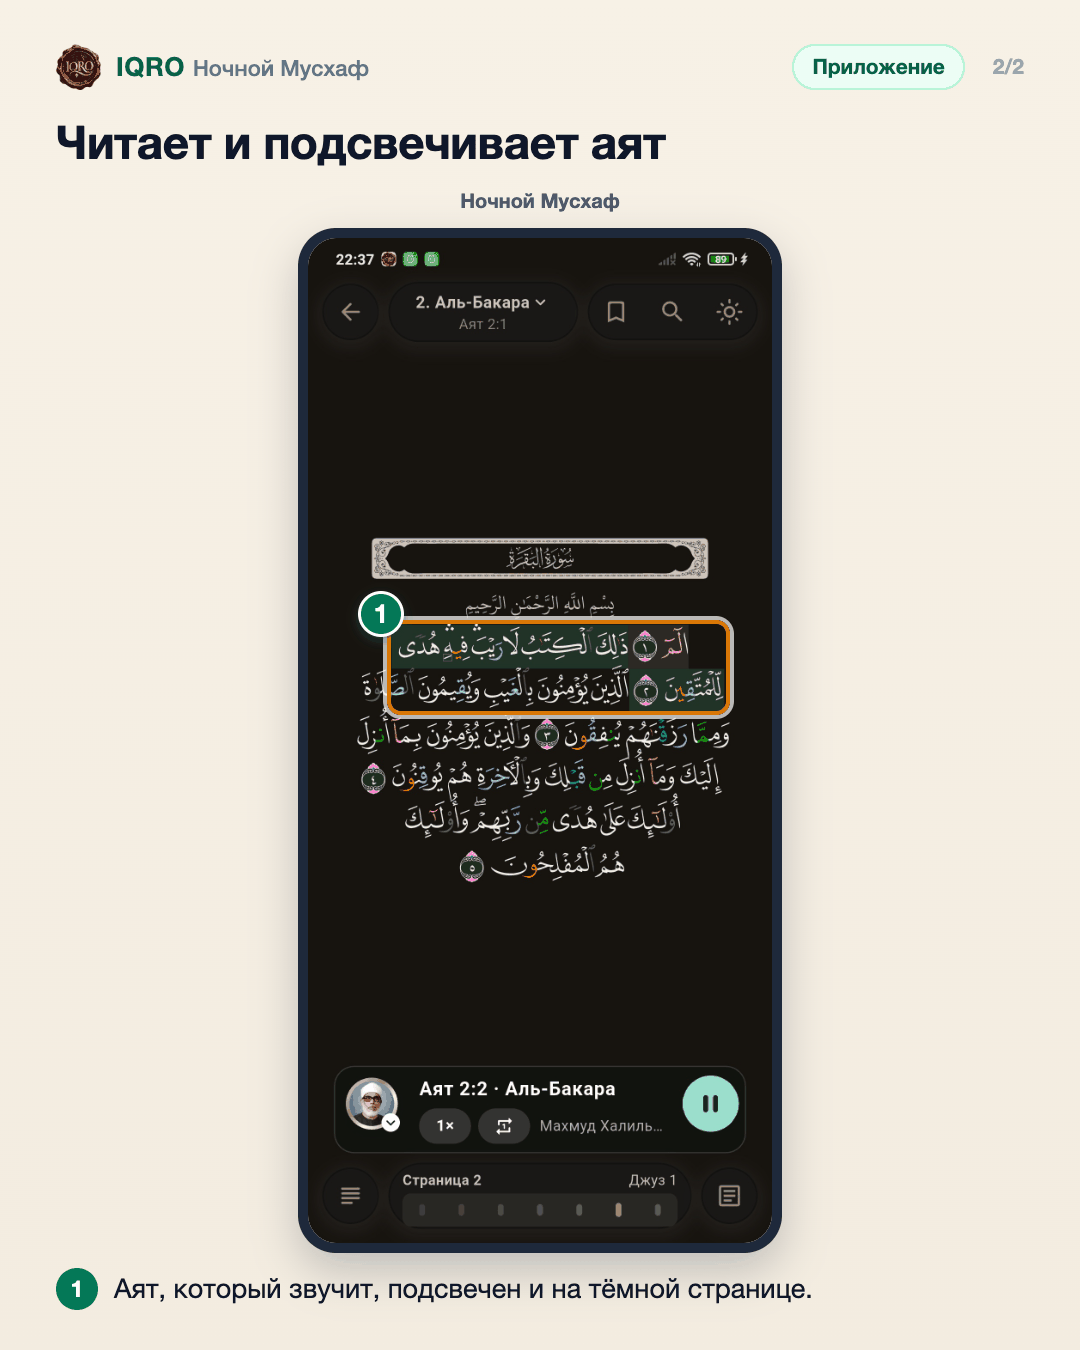 IQRO Ночной Мусхаф
Приложение
2/2
Читает и подсвечивает аят
Ночной Мусхаф
22:37
89
2. Аль-Бакара
Аят 2:1
سُورَةُ البَقَرَةِ
بِسْمِ اللَّهِ الرَّحْمَٰنِ الرَّحِيمِ
1
الٓمٓ ١ ذَٰلِكَ ٱلْكِتَٰبُ لَا رَيْبَ ۛ فِيهِ ۛ هُدًى
لِّلْمُتَّقِينَ ٢ ٱلَّذِينَ يُؤْمِنُونَ بِٱلْغَيْبِ وَيُقِيمُونَ ٱلصَّلَوٰةَ
وَمِمَّا رَزَقْنَٰهُمْ يُنفِقُونَ ٣ وَٱلَّذِينَ يُؤْمِنُونَ بِمَآ أُنزِلَ
إِلَيْكَ وَمَآ أُنزِلَ مِن قَبْلِكَ وَبِٱلْءَاخِرَةِ هُمْ يُوقِنُونَ ٤
أُو۟لَٰٓئِكَ عَلَىٰ هُدًى مِّن رَّبِّهِمْ ۖ وَأُو۟لَٰٓئِكَ
هُمُ ٱلْمُفْلِحُونَ ٥
Аят 2:2 · Аль-Бакара
1×
Махмуд Халиль...
Страница 2
Джуз 1
1 Аят, который звучит, подсвечен и на тёмной странице.